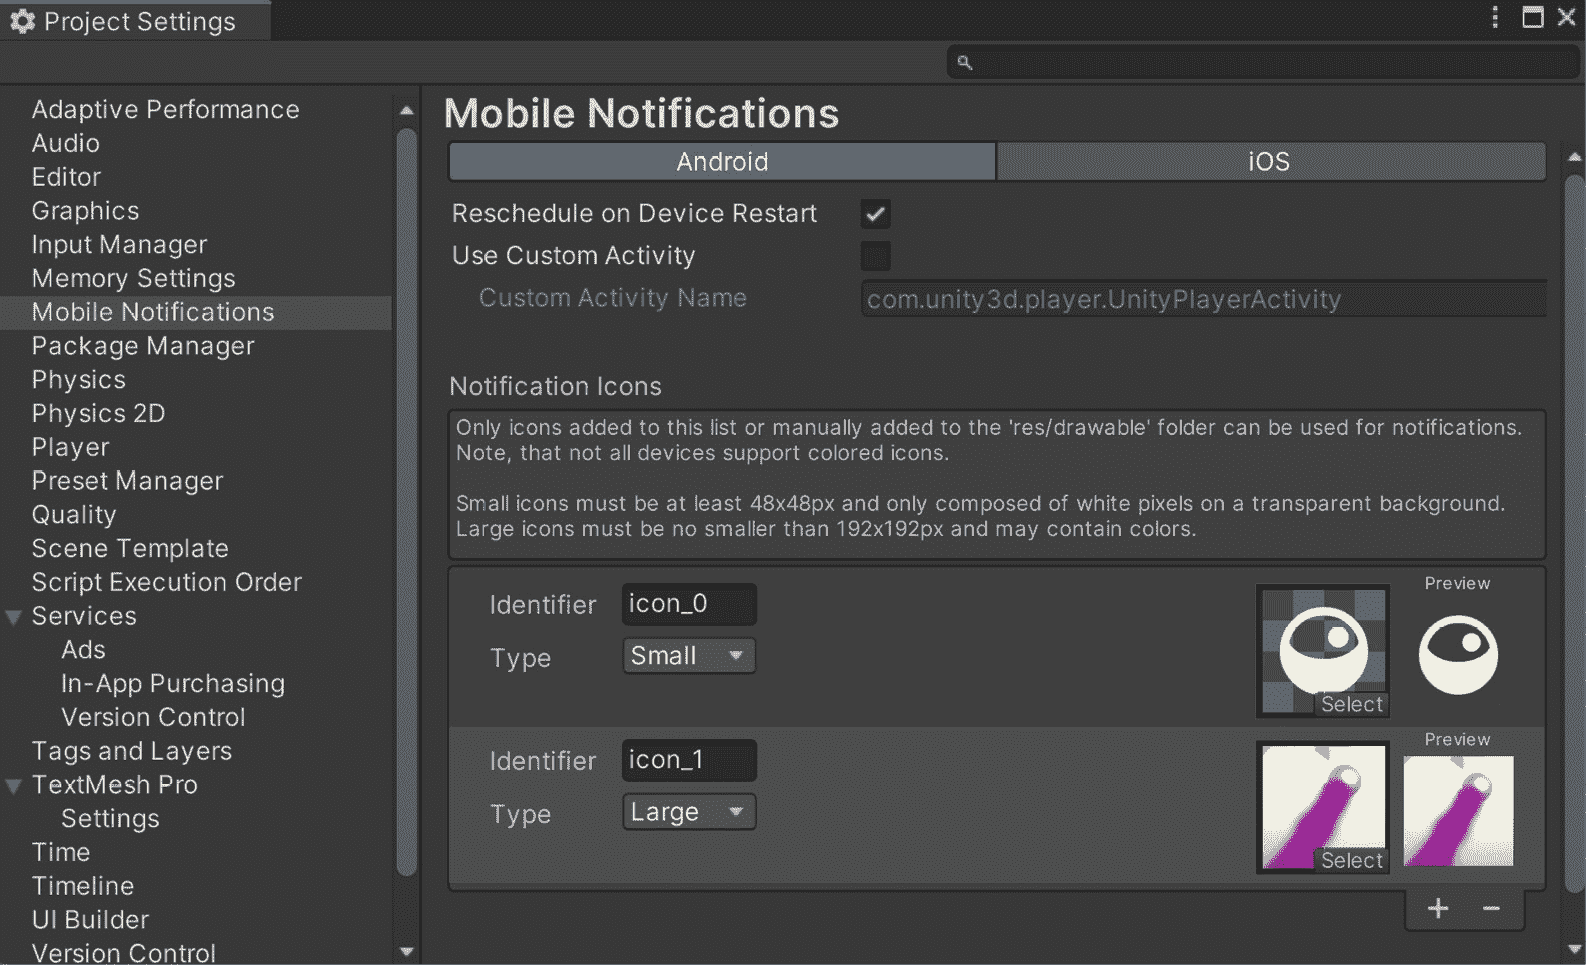 Project Settings
Adaptive Performance
Audio
Editor
Graphics
Input Manager
Memory Settings
Mobile Notifications
Package Manager
Physics
Physics 2D
Player
Preset Manager
Quality
Scene Template
Script Execution Order
Services
Ads
In-App Purchasing
Version Control
Tags and Layers
TextMesh Pro
Settings
Time
Timeline
UI Builder
Version Control
Mobile Notifications
Android
iOS
Reschedule on Device Restart
Use Custom Activity
Custom Activity Name
com.unity3d.player.UnityPlayerActivity
Notification Icons
Only icons added to this list or manually added to the 'res/drawable' folder can be used for notifications.
Note, that not all devices support colored icons.
Small icons must be at least 48x48px and only composed of white pixels on a transparent background.
Large icons must be no smaller than 192x192px and may contain colors.
Identifier
icon_0
Type
Small
Select
Preview
Identifier
icon_1
Type
Large
Select
Preview